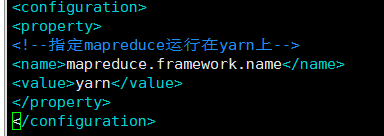 <configuration>
<property>
<!--指定mapreduce运行在yarn上-->
<name>mapreduce.framework.name</name>
<value>yarn</value>
</property>
</configuration>